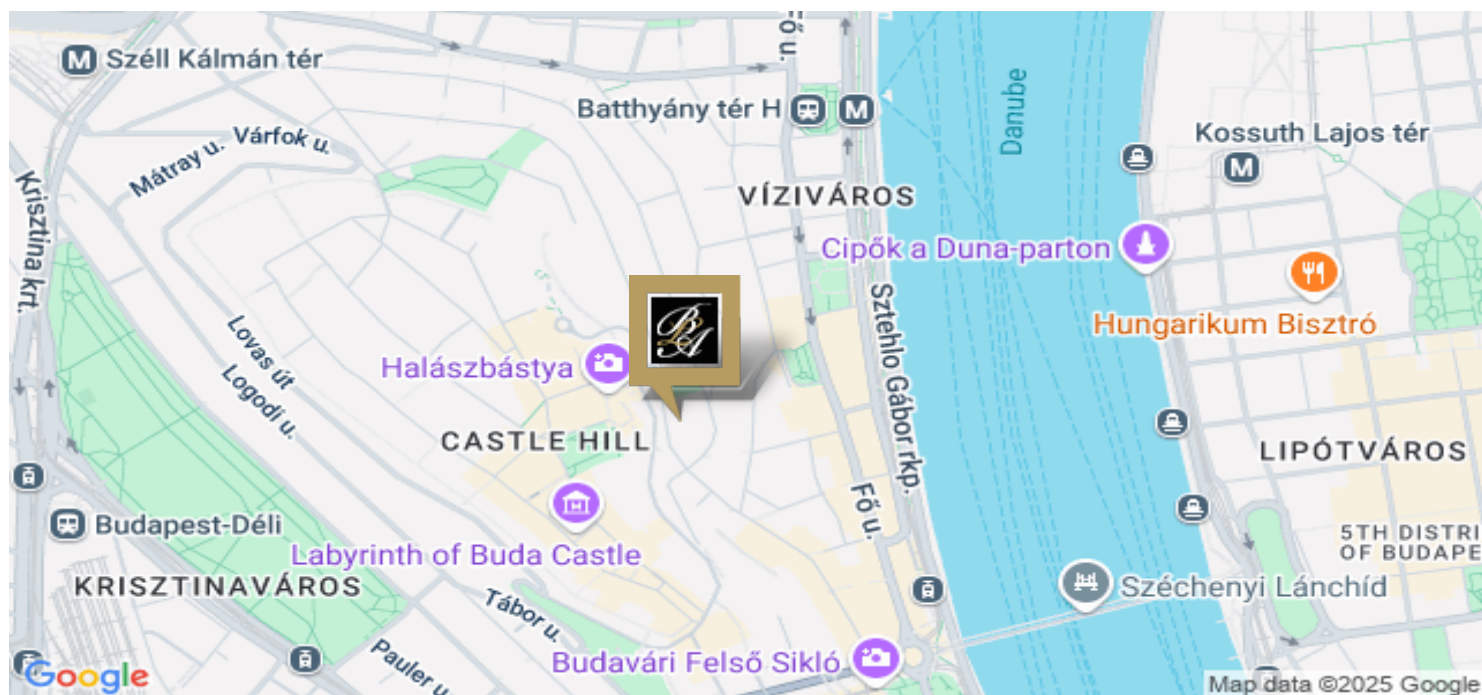 Széll Kálmán tér
Fő u.
Batthyány tér H
M
M
Danube
Kossuth Lajos tér
M
Várfok u.
Mátray u.
Krisztina krt.
VÍZIVÁROS
Cipők a Duna-parton
Hungarikum Bisztró
Sztehlo Gábor rkp.
Lovas út
Logodi u.
Halászbástya
CASTLE HILL
LIPÓTVÁROS
Fő u.
Budapest-Déli
Labyrinth of Buda Castle
5TH DISTRI
OF BUDAPE
KRISZTINAVÁROS
Széchenyi Lánchíd
Tábor u.
Pauler u.
Budavári Felső Sikló
Google
Map data ©2025 Google